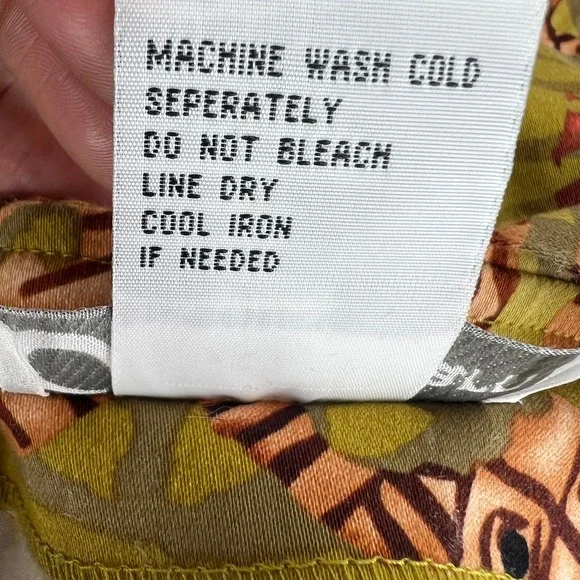 MACHINE WASH COLD
SEPERATELY
DO NOT BLEACH
LINE DRY
COOL IRON
IF NEEDED